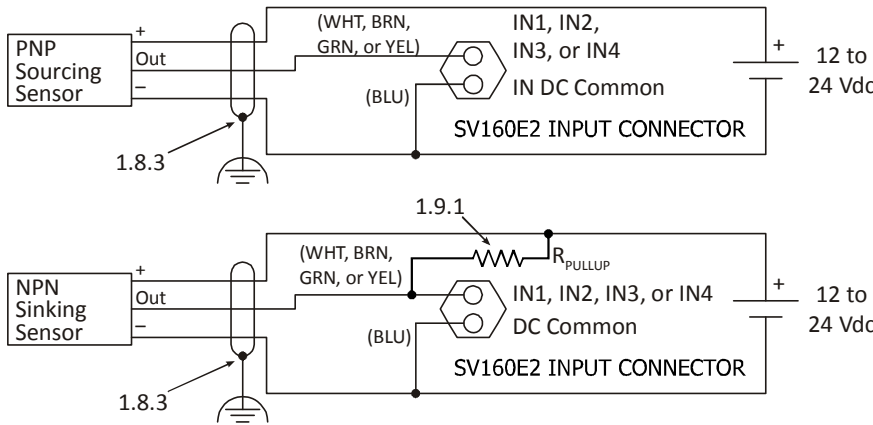 PNP
Sourcing
Sensor
+
Out
–
(WHT, BRN,
GRN, or YEL)
(BLU)
IN1, IN2,
IN3, or IN4
IN DC Common
SV160E2 INPUT CONNECTOR
+
12 to
24 Vdc
1.8.3
1.9.1
NPN
Sinking
Sensor
+
Out
–
(WHT, BRN,
GRN, or YEL)
(BLU)
RPULLUP
IN1, IN2, IN3, or IN4
DC Common
SV160E2 INPUT CONNECTOR
+
12 to
24 Vdc
1.8.3